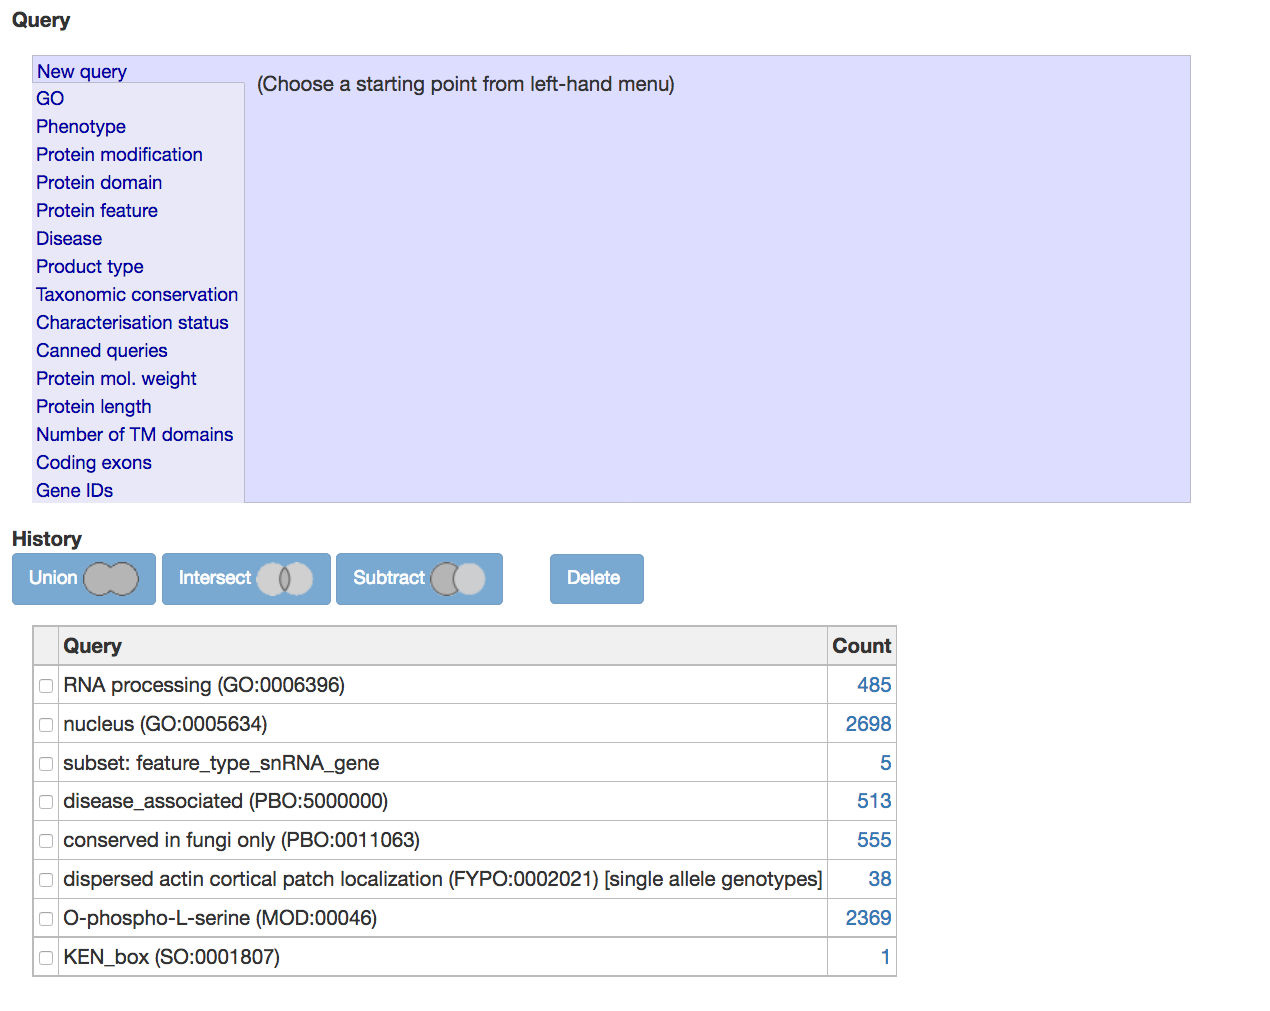 Query
New query
(Choose a starting point from left-hand menu)
GO
Phenotype
Protein modification
Protein domain
Protein feature
Disease
Product type
Taxonomic conservation
Characterisation status
Canned queries
Protein mol. weight
Protein length
Number of TM domains
Coding exons
Gene IDs
History
Union Intersect Subtract Delete
Query Count
RNA processing (GO:0006396) 485
nucleus (GO:0005634) 2698
subset: feature_type_snRNA_gene 5
disease_associated (PBO:5000000) 513
conserved in fungi only (PBO:0011063) 555
dispersed actin cortical patch localization (FYPO:0002021) [single allele genotypes] 38
O-phospho-L-serine (MOD:00046) 2369
KEN_box (SO:0001807) 1